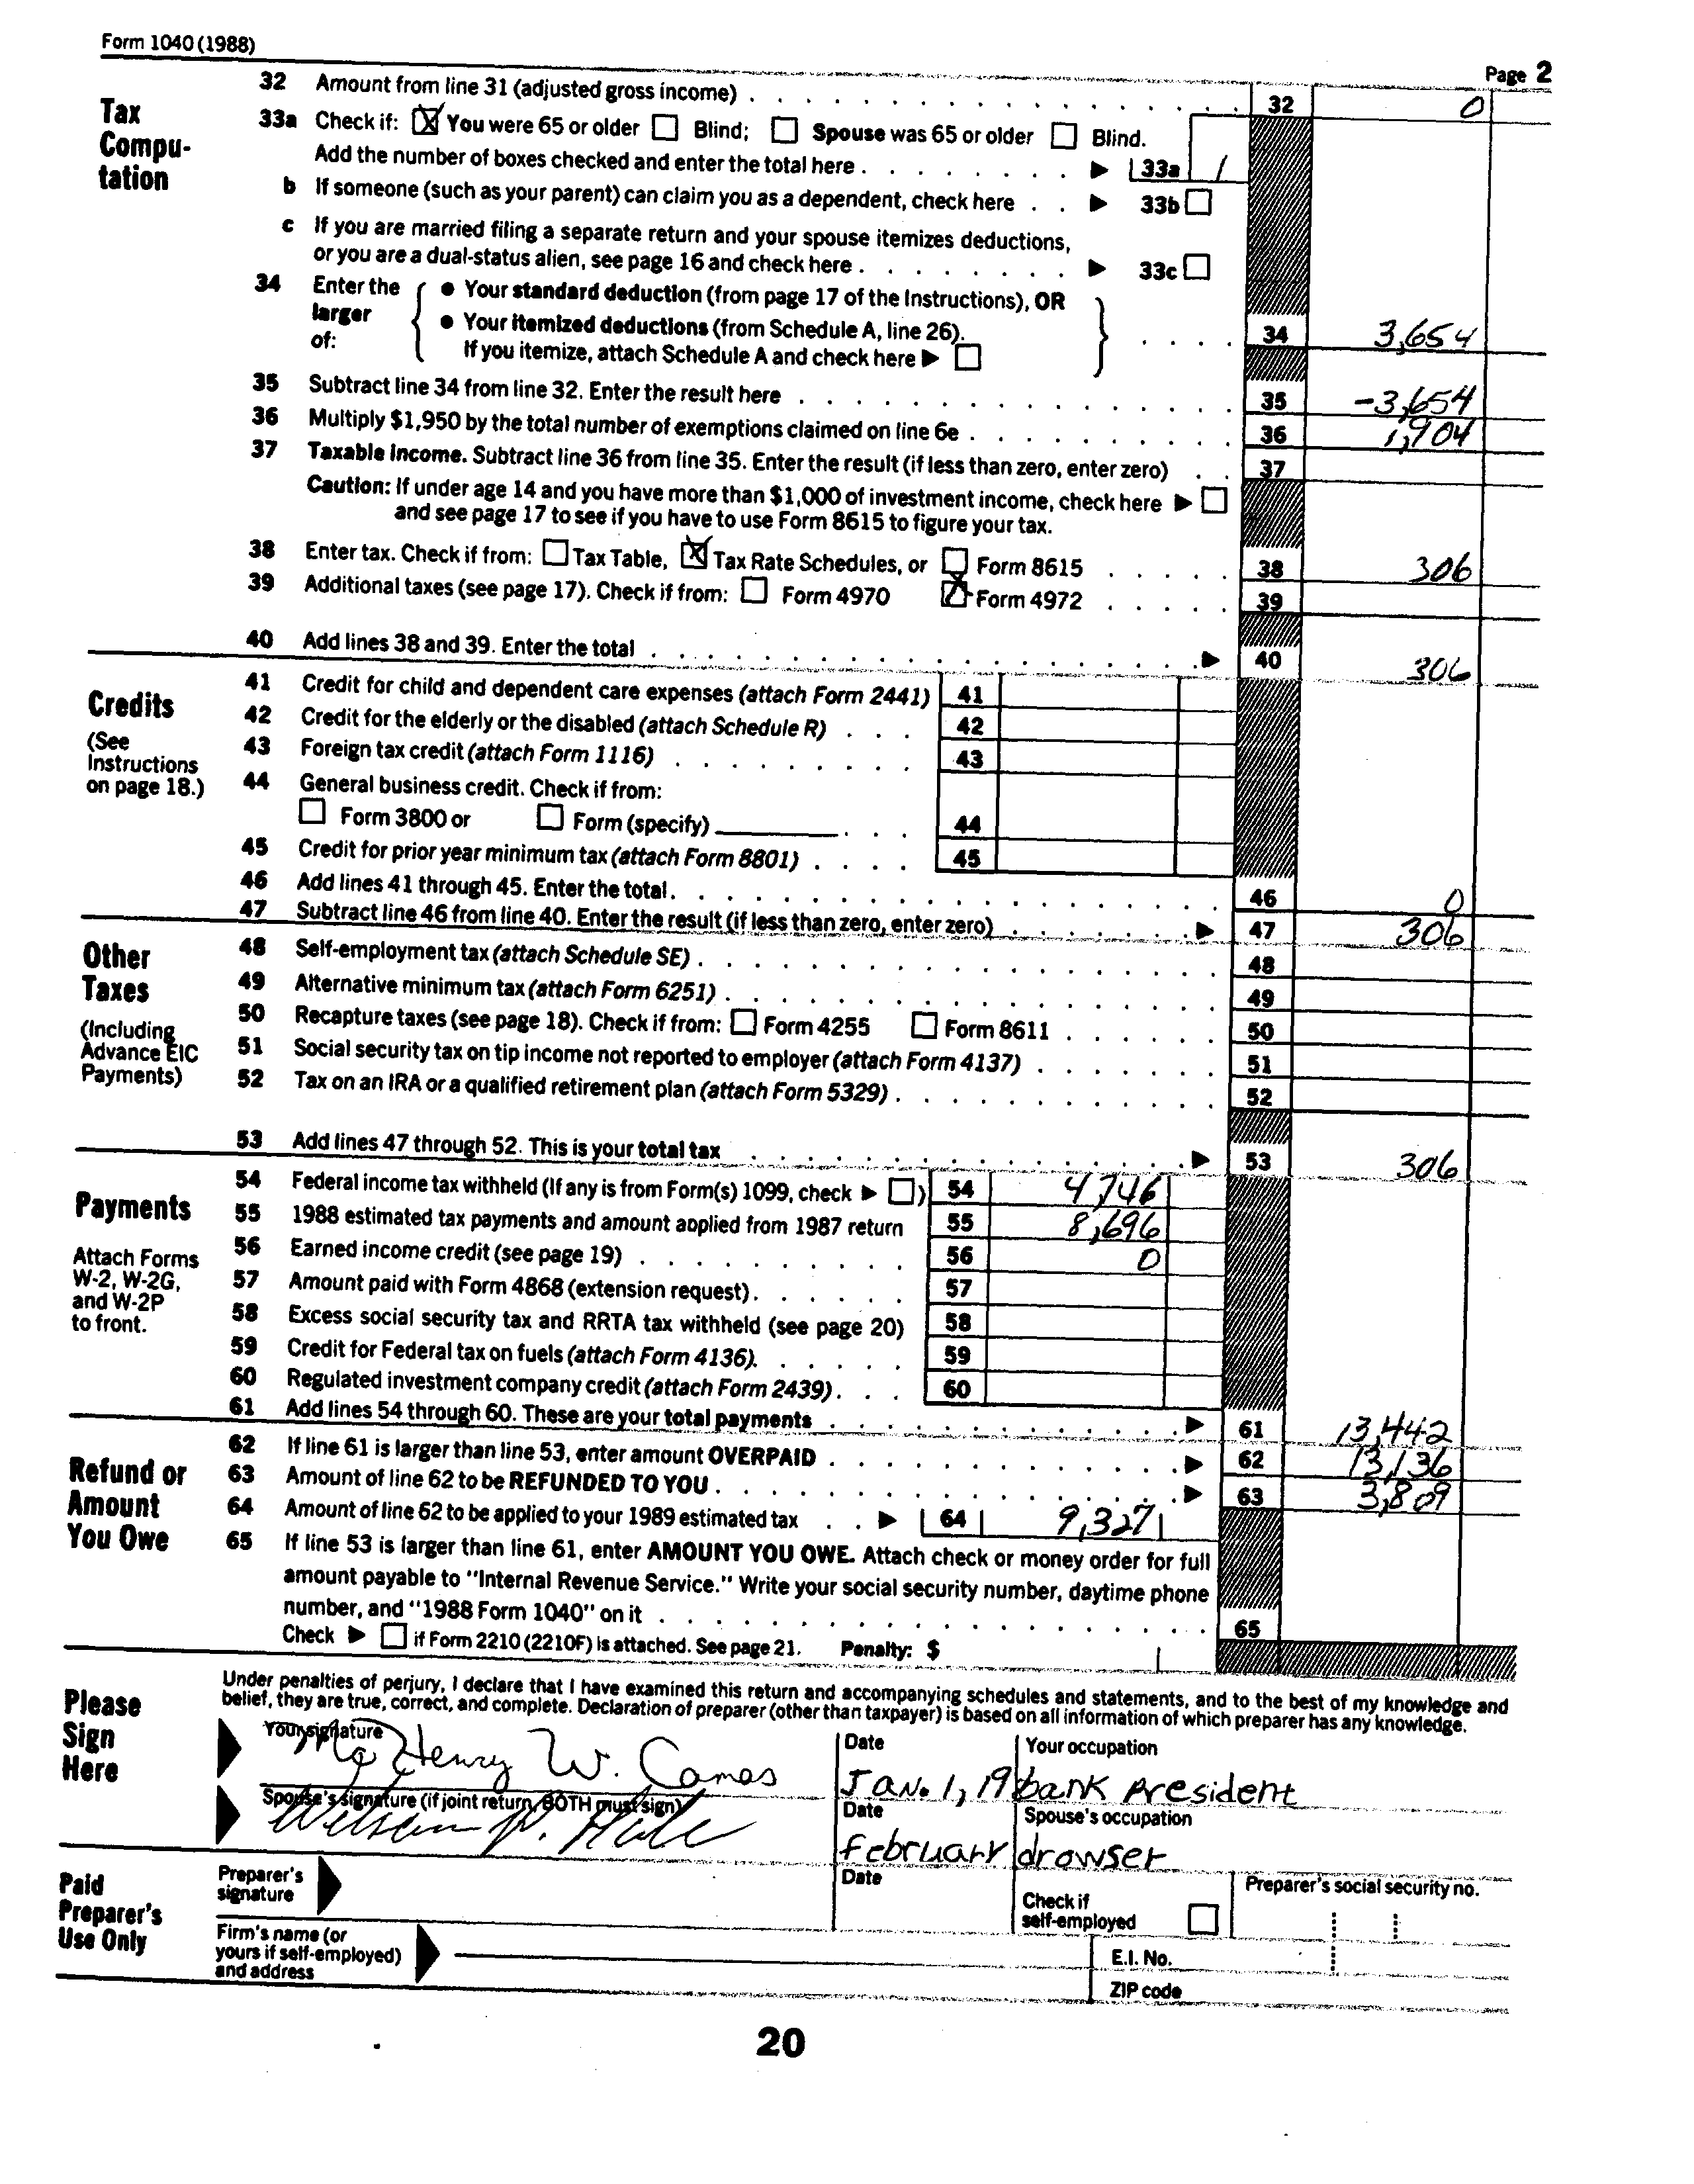 Form 1040 (1988)
Page 2
Tax Compu-tation
32 Amount from line 31 (adjusted gross income) . . . 32 0
33a Check if: ☒ You were 65 or older ☐ Blind; ☐ Spouse was 65 or older ☐ Blind.
Add the number of boxes checked and enter the total here . . . ▶ 33a 1
b If someone (such as your parent) can claim you as a dependent, check here . . ▶ 33b ☐
c If you are married filing a separate return and your spouse itemizes deductions,
or you are a dual-status alien, see page 16 and check here . . . ▶ 33c ☐
34 Enter the larger of: { ● Your standard deduction (from page 17 of the Instructions), OR
● Your itemized deductions (from Schedule A, line 26).
If you itemize, attach Schedule A and check here ▶ ☐ } . . . . 34 3,654
35 Subtract line 34 from line 32. Enter the result here . . . 35 -3,654
36 Multiply $1,950 by the total number of exemptions claimed on line 6e . . . 36 1,904
37 Taxable income. Subtract line 36 from line 35. Enter the result (if less than zero, enter zero) . . 37
Caution: If under age 14 and you have more than $1,000 of investment income, check here ▶ ☐
and see page 17 to see if you have to use Form 8615 to figure your tax.
38 Enter tax. Check if from: ☐ Tax Table, ☒ Tax Rate Schedules, or ☐ Form 8615 . . . 38 306
39 Additional taxes (see page 17). Check if from: ☐ Form 4970 ☒ Form 4972 . . . 39
40 Add lines 38 and 39. Enter the total . . . ▶ 40 306
Credits
(See Instructions on page 18.)
41 Credit for child and dependent care expenses (attach Form 2441) 41
42 Credit for the elderly or the disabled (attach Schedule R) . . . 42
43 Foreign tax credit (attach Form 1116) . . . 43
44 General business credit. Check if from:
☐ Form 3800 or ☐ Form (specify) ______ . . . 44
45 Credit for prior year minimum tax (attach Form 8801) . . . . 45
46 Add lines 41 through 45. Enter the total . . . 46 0
47 Subtract line 46 from line 40. Enter the result (if less than zero, enter zero) . . . ▶ 47 306
Other Taxes
(Including Advance EIC Payments)
48 Self-employment tax (attach Schedule SE) . . . 48
49 Alternative minimum tax (attach Form 6251) . . . 49
50 Recapture taxes (see page 18). Check if from: ☐ Form 4255 ☐ Form 8611 . . . 50
51 Social security tax on tip income not reported to employer (attach Form 4137) . . . 51
52 Tax on an IRA or a qualified retirement plan (attach Form 5329) . . . 52
53 Add lines 47 through 52. This is your total tax . . . ▶ 53 306
Payments
Attach Forms W-2, W-2G, and W-2P to front.
54 Federal income tax withheld (If any is from Form(s) 1099, check ▶ ☐ ) 54 4,746
55 1988 estimated tax payments and amount applied from 1987 return 55 8,696
56 Earned income credit (see page 19) . . . 56 0
57 Amount paid with Form 4868 (extension request) . . . 57
58 Excess social security tax and RRTA tax withheld (see page 20) 58
59 Credit for Federal tax on fuels (attach Form 4136) . . . 59
60 Regulated investment company credit (attach Form 2439) . . . 60
61 Add lines 54 through 60. These are your total payments . . . ▶ 61 13,442
Refund or Amount You Owe
62 If line 61 is larger than line 53, enter amount OVERPAID . . . ▶ 62 13,136
63 Amount of line 62 to be REFUNDED TO YOU . . . ▶ 63 3,809
64 Amount of line 62 to be applied to your 1989 estimated tax . . ▶ 64 9,327
65 If line 53 is larger than line 61, enter AMOUNT YOU OWE. Attach check or money order for full
amount payable to "Internal Revenue Service." Write your social security number, daytime phone
number, and "1988 Form 1040" on it . . . 65
Check ▶ ☐ if Form 2210 (2210F) is attached. See page 21. Penalty: $
Please Sign Here
Under penalties of perjury, I declare that I have examined this return and accompanying schedules and statements, and to the best of my knowledge and
belief, they are true, correct, and complete. Declaration of preparer (other than taxpayer) is based on all information of which preparer has any knowledge.
Your signature Henry W. Date Jan. 1, 19 Your occupation bank president
Spouse's signature (if joint return, BOTH must sign) Date february Spouse's occupation drowser
Paid Preparer's Use Only
Preparer's signature Date Check if self-employed ☐ Preparer's social security no.
Firm's name (or yours if self-employed) and address E.I. No.
ZIP code
20